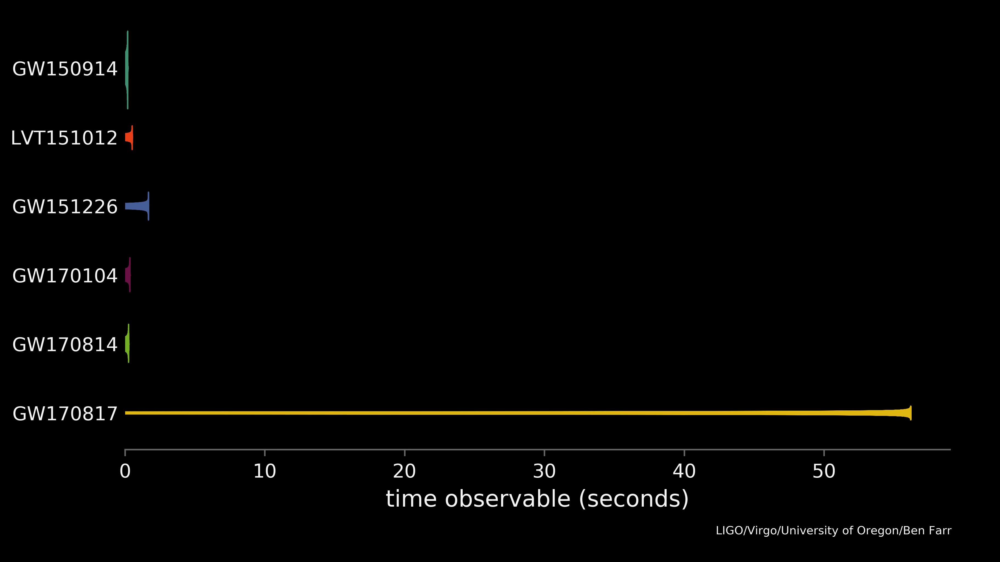 GW150914
LVT151012
GW151226
GW170104
GW170814
GW170817
0 10 20 30 40 50
time observable (seconds)
LIGO/Virgo/University of Oregon/Ben Farr